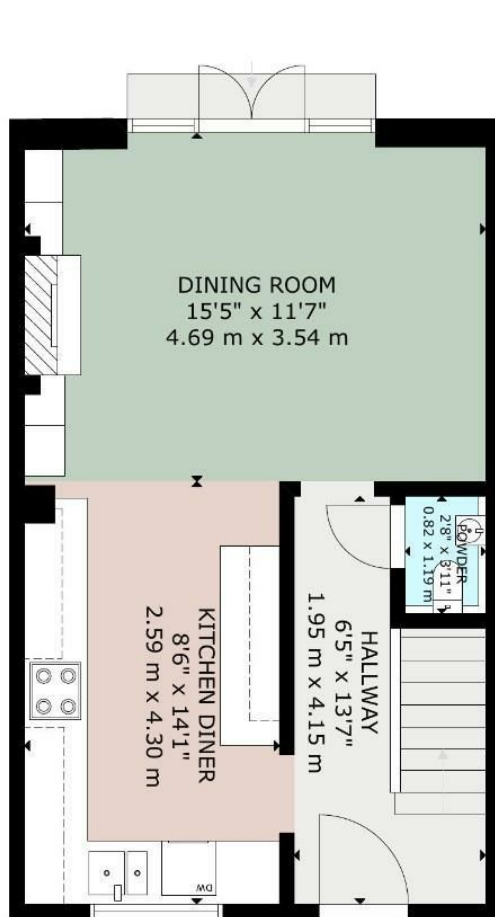 DINING ROOM
15'5" x 11'7"
4.69 m x 3.54 m
KITCHEN DINER
8'6" x 14'1"
2.59 m x 4.30 m
HALLWAY
6'5" x 13'7"
1.95 m x 4.15 m
POWDER
2'8" x 3'11"
0.82 x 1.19 m
DW